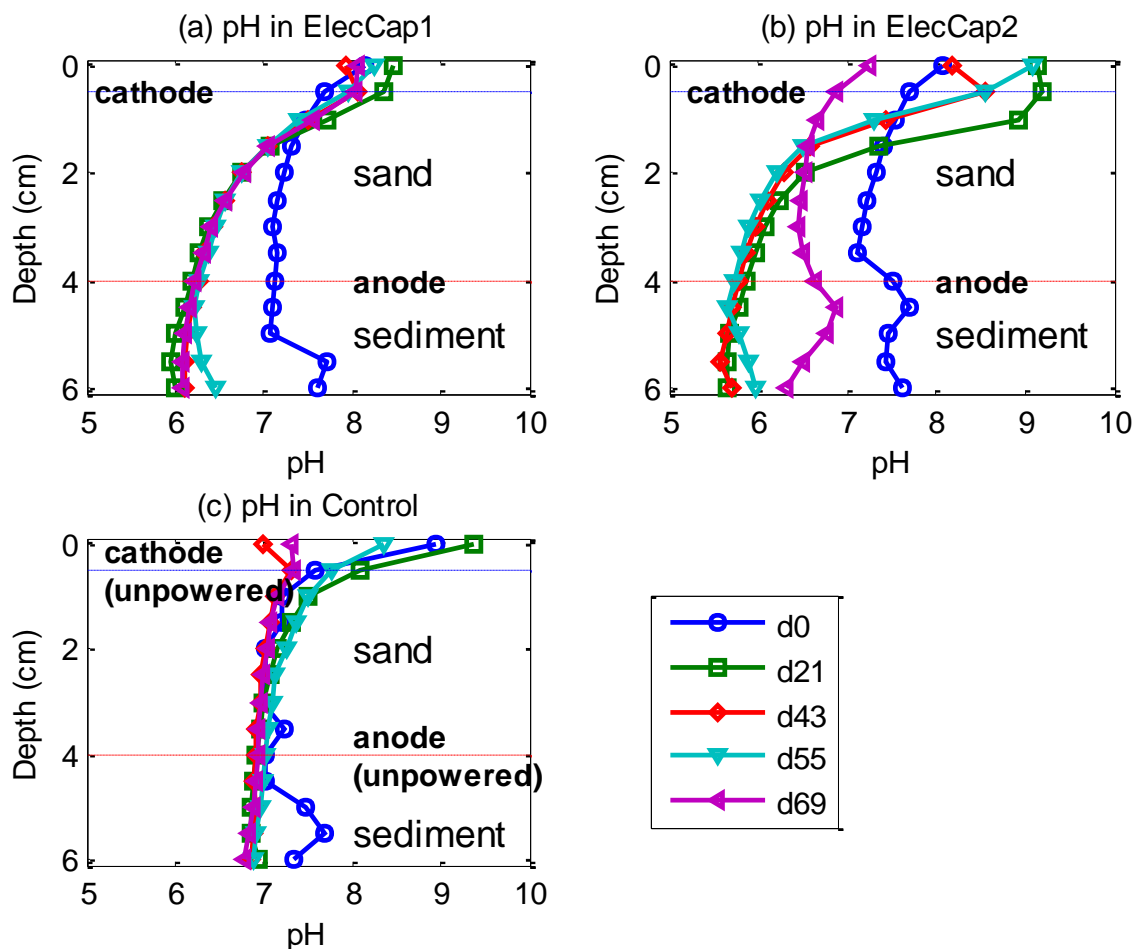 (a) pH in ElecCap1
0
2
4
6
Depth (cm)
cathode
sand
anode
sediment
5 6 7 8 9 10
pH
(b) pH in ElecCap2
0
2
4
6
Depth (cm)
cathode
sand
anode
sediment
5 6 7 8 9 10
pH
(c) pH in Control
0
2
4
6
Depth (cm)
cathode
(unpowered)
sand
anode
(unpowered)
sediment
5 6 7 8 9 10
pH
d0
d21
d43
d55
d69